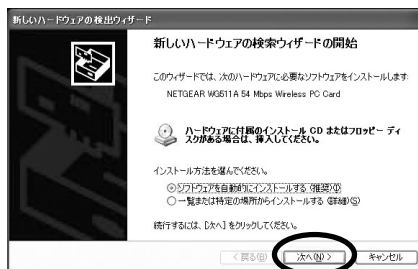 新しいハードウェアの検出ウィザード
新しいハードウェアの検索ウィザードの開始
このウィザードでは、次のハードウェアに必要なソフトウェアをインストールします:
NETGEAR WG511A 54 Mbps Wireless PC Card
ハードウェアに付属のインストール CD またはフロッピー ディ
スクがある場合は、挿入してください。
インストール方法を選んでください。
ソフトウェアを自動的にインストールする (推奨)(I)
一覧または特定の場所からインストールする (詳細)(S)
続行するには、[次へ] をクリックしてください。
< 戻る(B)
次へ(N) >
キャンセル